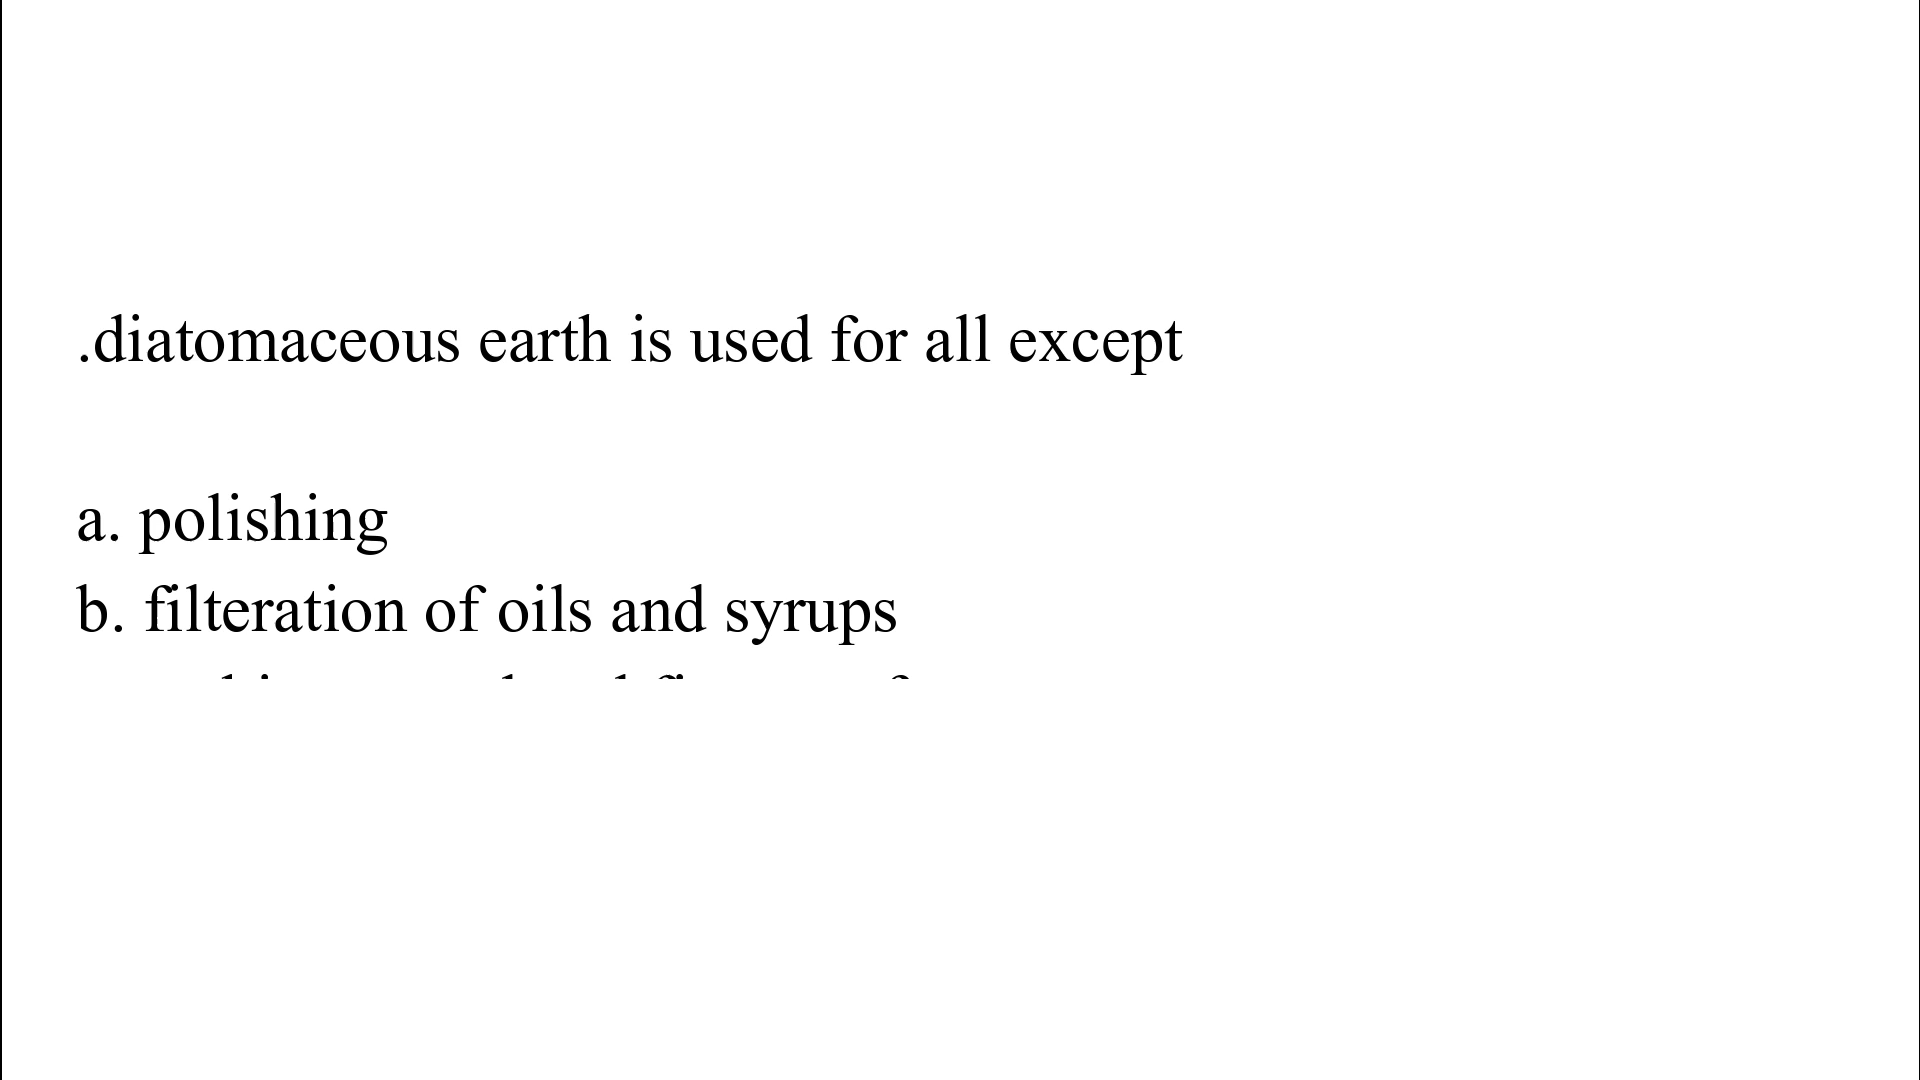 .diatomaceous earth is used for all except
a. polishing
b. filteration of oils and syrups